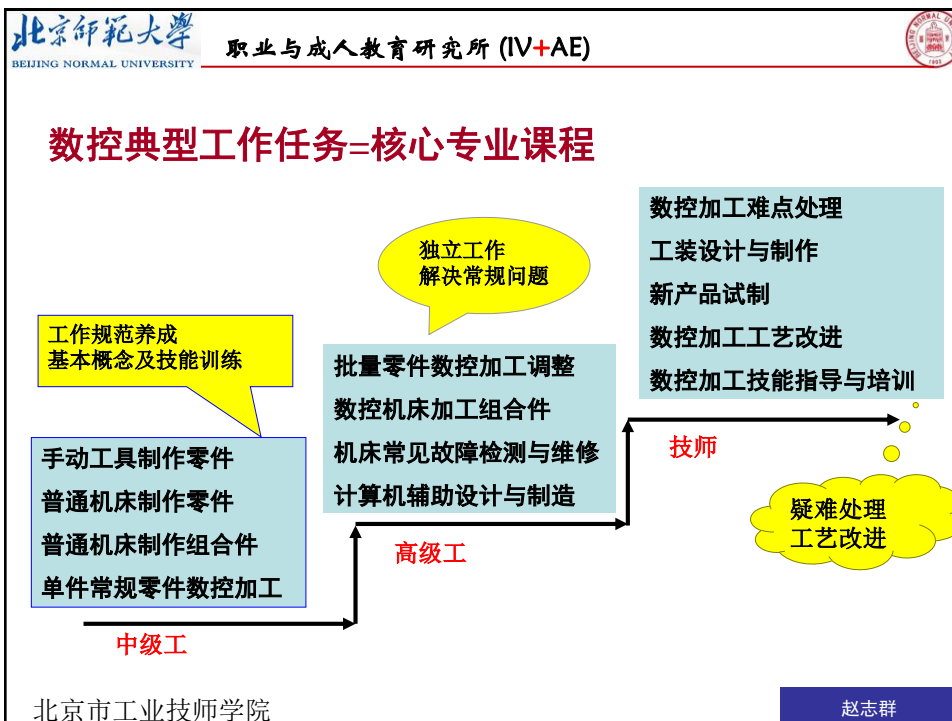 北京师范大学
BEIJING NORMAL UNIVERSITY
职业与成人教育研究所 (IV+AE)
数控典型工作任务=核心专业课程
工作规范养成
基本概念及技能训练
手动工具制作零件
普通机床制作零件
普通机床制作组合件
单件常规零件数控加工
中级工
独立工作
解决常规问题
批量零件数控加工调整
数控机床加工组合件
机床常见故障检测与维修
计算机辅助设计与制造
高级工
数控加工难点处理
工装设计与制作
新产品试制
数控加工工艺改进
数控加工技能指导与培训
技师
疑难处理
工艺改进
北京市工业技师学院
赵志群